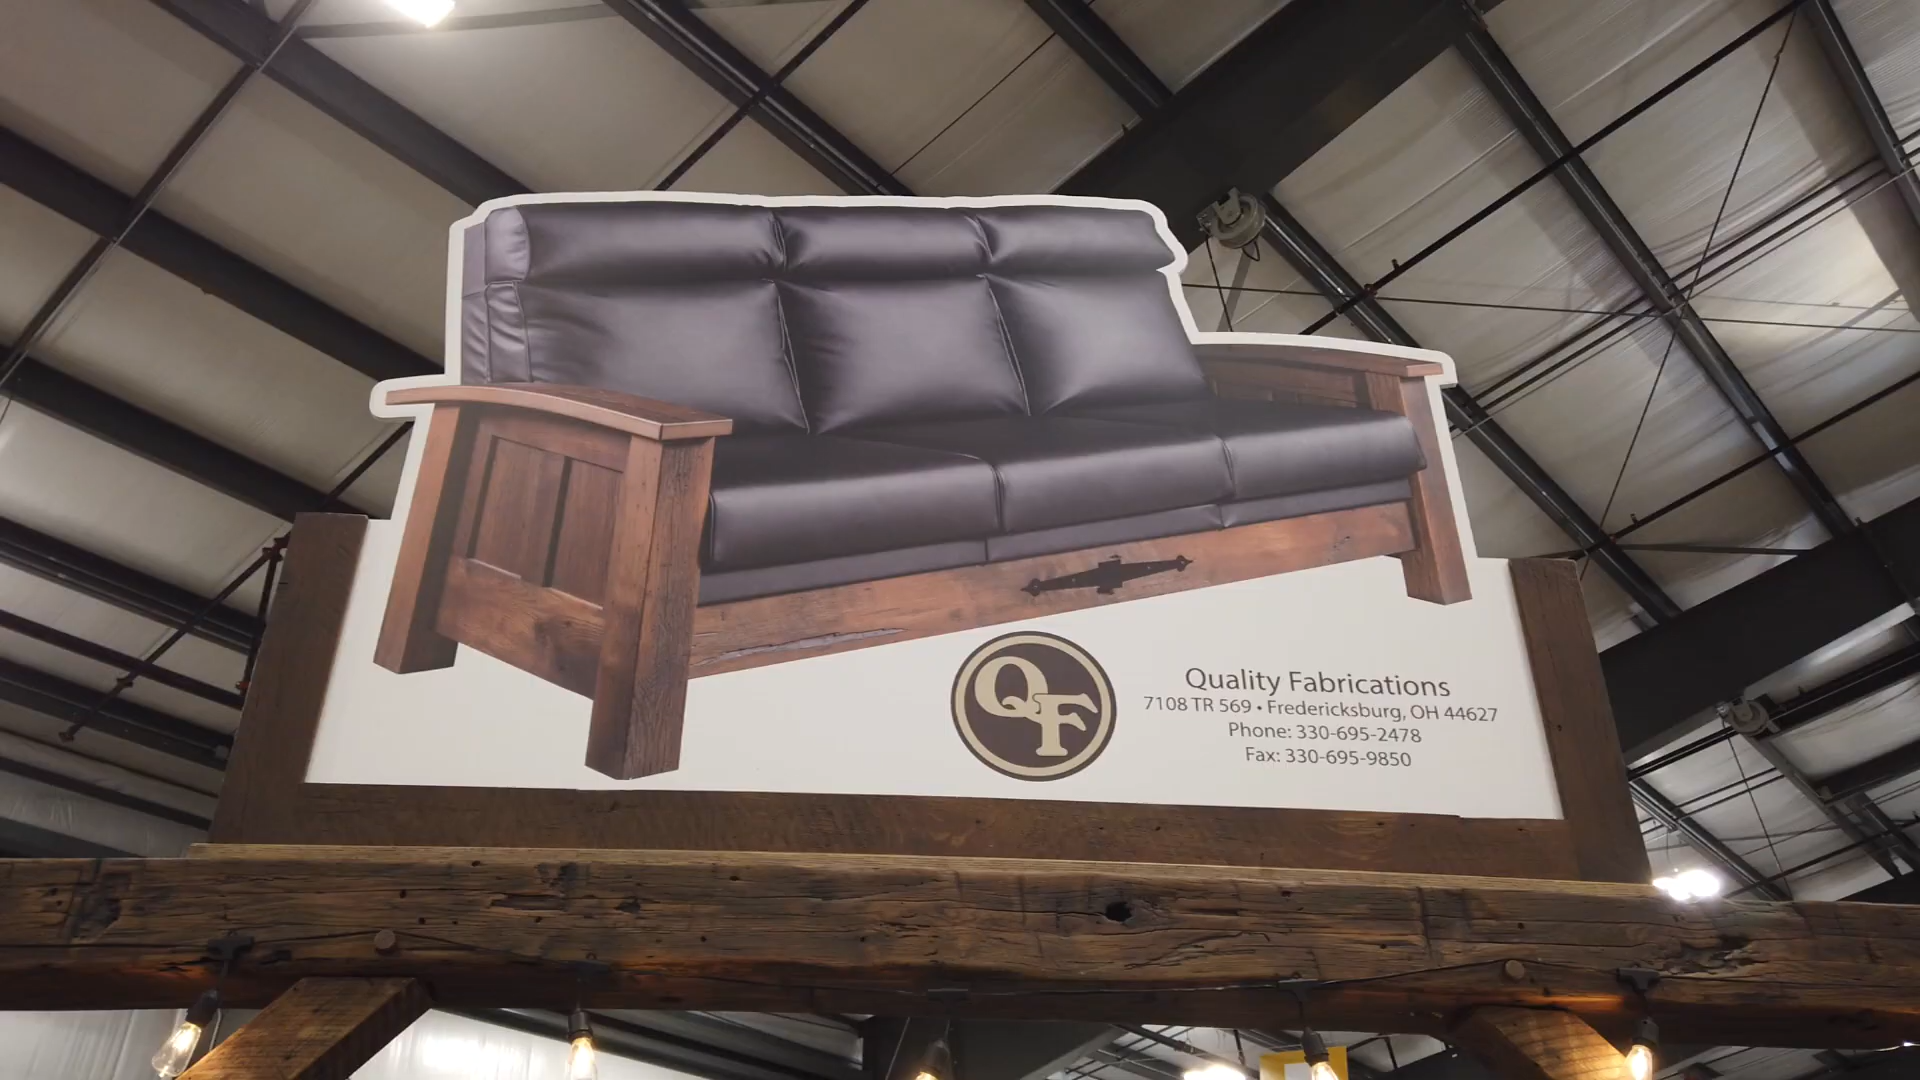 QF
Quality Fabrications
7108 TR 569 • Fredericksburg, OH 44627
Phone: 330-695-2478
Fax: 330-695-9850